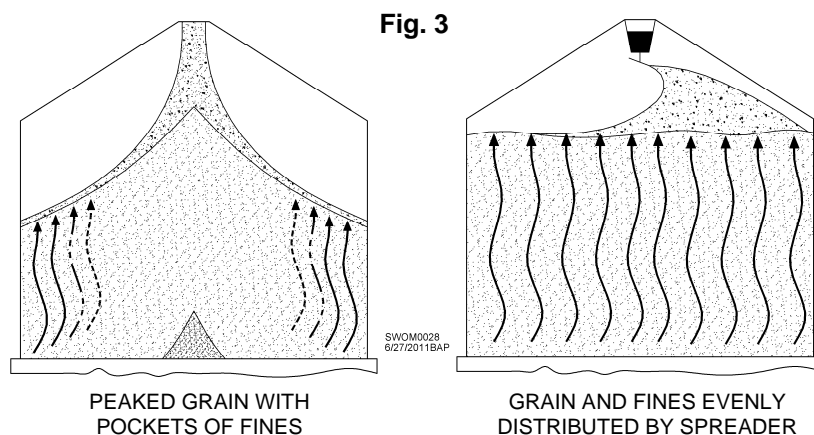 Fig. 3
SWOM0028
6/27/2011BAP
PEAKED GRAIN WITH
POCKETS OF FINES
GRAIN AND FINES EVENLY
DISTRIBUTED BY SPREADER